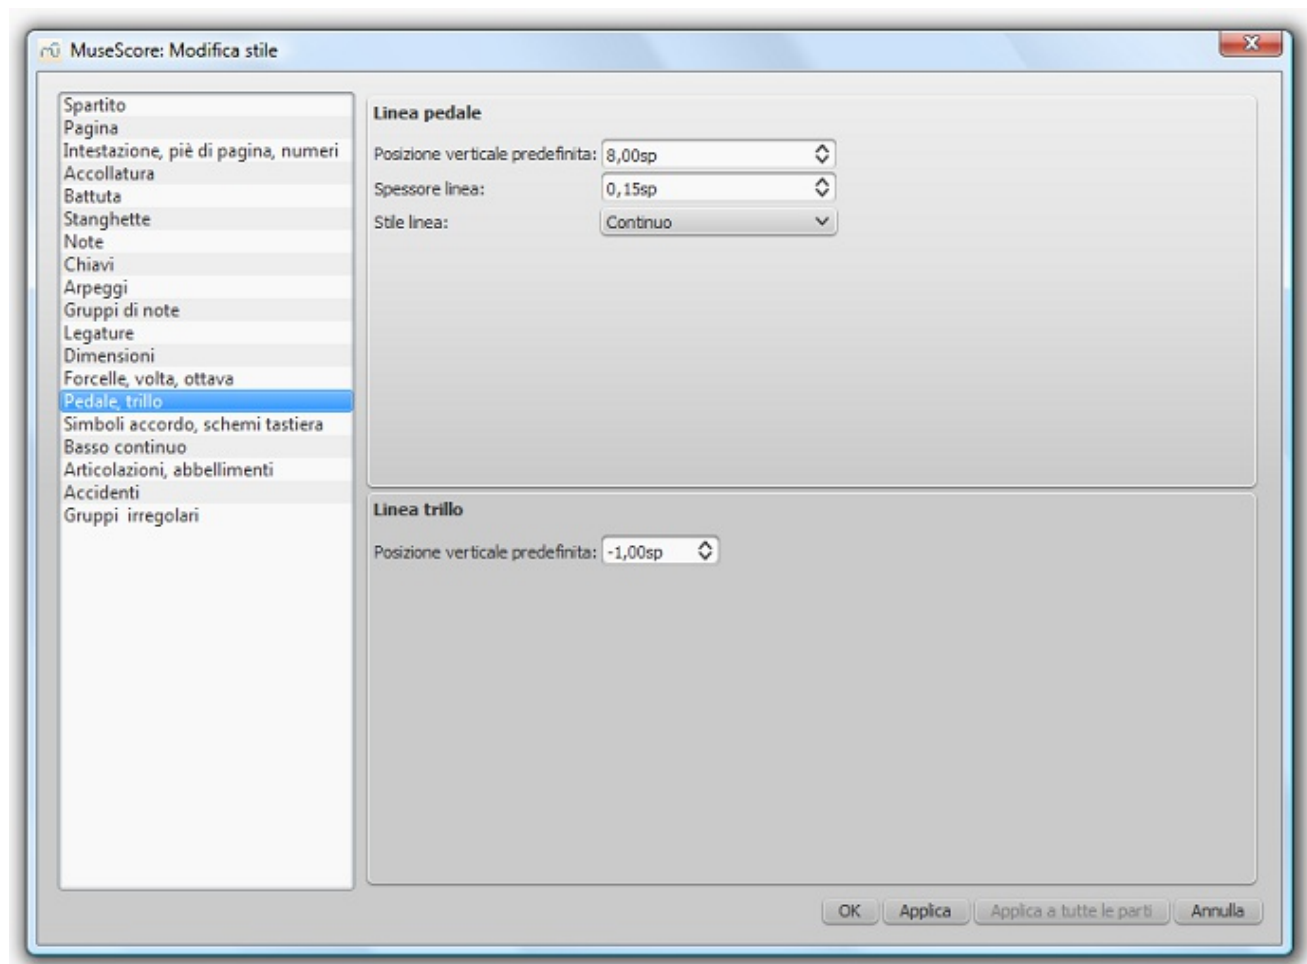 MuseScore: Modifica stile
Spartito
Pagina
Intestazione, piè di pagina, numeri
Accollatura
Battuta
Stanghette
Note
Chiavi
Arpeggi
Gruppi di note
Legature
Dimensioni
Forcelle, volta, ottava
Pedale, trillo
Simboli accordo, schemi tastiera
Basso continuo
Articolazioni, abbellimenti
Accidenti
Gruppi irregolari
Linea pedale
Posizione verticale predefinita: 8,00sp
Spessore linea: 0,15sp
Stile linea: Continuo
Linea trillo
Posizione verticale predefinita: -1,00sp
OK Applica Applica a tutte le parti Annulla